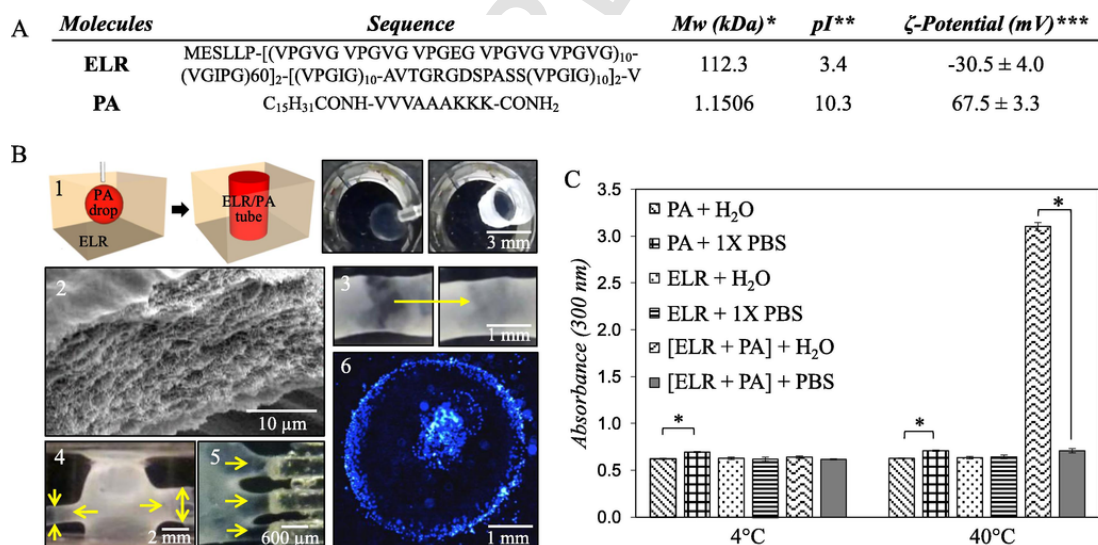 A
Molecules Sequence Mw (kDa)* pI** ζ-Potential (mV)***
ELR MESLLP-[(VPGVG VPGVG VPGEG VPGVG VPGVG)10-
(VGIPG)60]2-[(VPGIG)10-AVTGRGDSPASS(VPGIG)10]2-V 112.3 3.4 -30.5 ± 4.0
PA C15H31CONH-VVVAAAKKK-CONH2 1.1506 10.3 67.5 ± 3.3
B
1
PA
drop
ELR
ELR/PA
tube
3 mm
2
10 µm
3
1 mm
4
2 mm
5
600 µm
6
1 mm
C
Absorbance (300 nm)
3.5
3.0
2.5
2.0
1.5
1.0
0.5
0.0
PA + H2O
PA + 1X PBS
ELR + H2O
ELR + 1X PBS
[ELR + PA] + H2O
[ELR + PA] + PBS
*
*
*
4°C
40°C